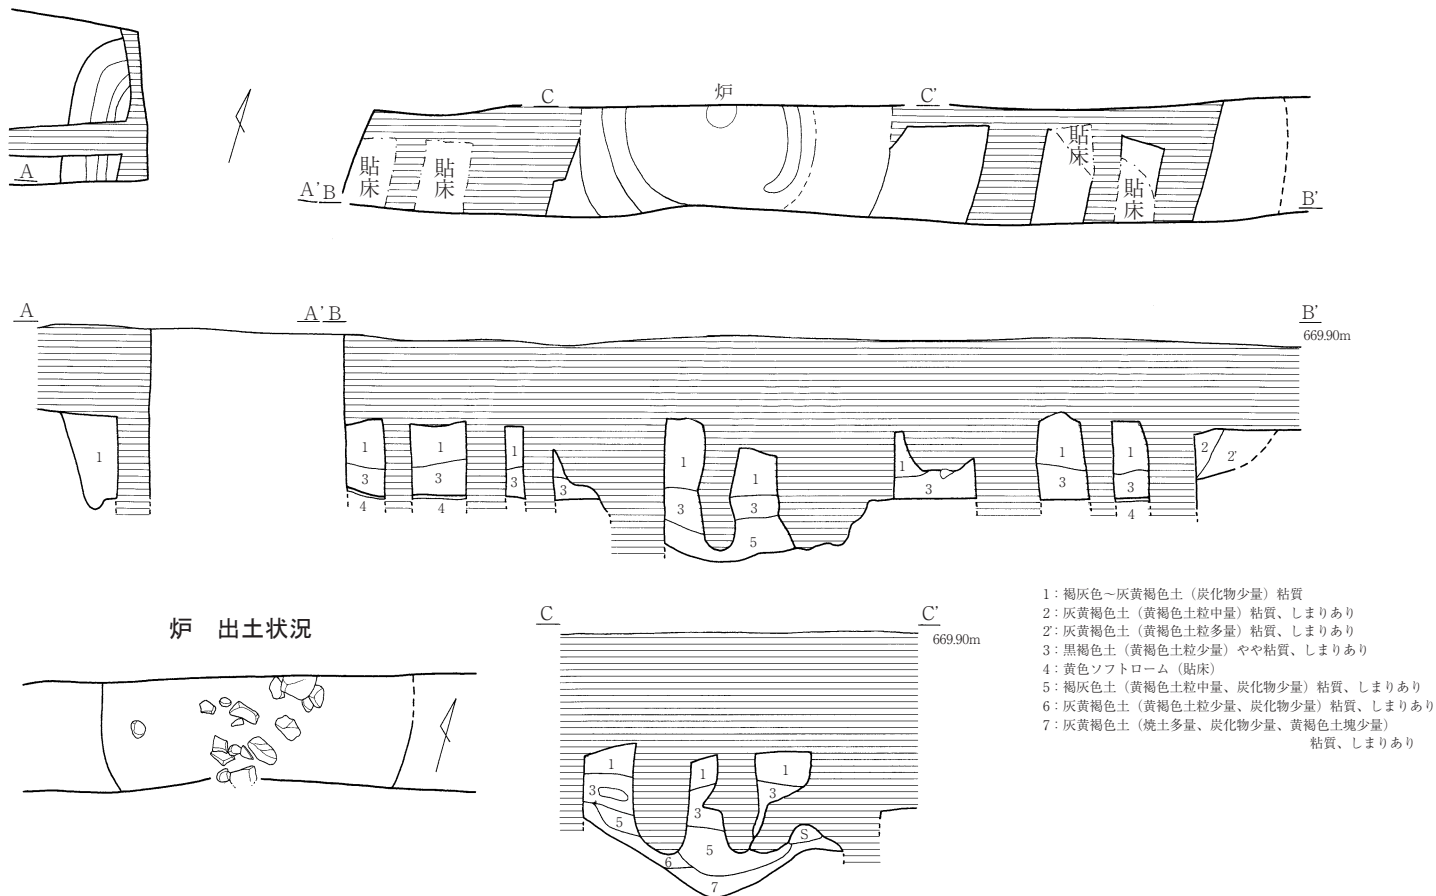 C
炉
C'
A
貼床
貼床
貼床
貼床
A' B
B'
A
A' B
B'
669.90m
1
1
1
1
1
1
1
1
1
2
2'
3
3
3
3
3
3
3
3
3
4
4
4
5
炉　出土状況
C
C'
669.90m
1
1
1
3
3
3
5
5
S
6
7
1：褐灰色～灰黄褐色土（炭化物少量）粘質
2：灰黄褐色土（黄褐色土粒中量）粘質、しまりあり
2'：灰黄褐色土（黄褐色土粒多量）粘質、しまりあり
3：黒褐色土（黄褐色土粒少量）やや粘質、しまりあり
4：黄色ソフトローム（貼床）
5：褐灰色土（黄褐色土粒中量、炭化物少量）粘質、しまりあり
6：灰黄褐色土（黄褐色土粒少量、炭化物少量）粘質、しまりあり
7：灰黄褐色土（焼土多量、炭化物少量、黄褐色土塊少量）
粘質、しまりあり